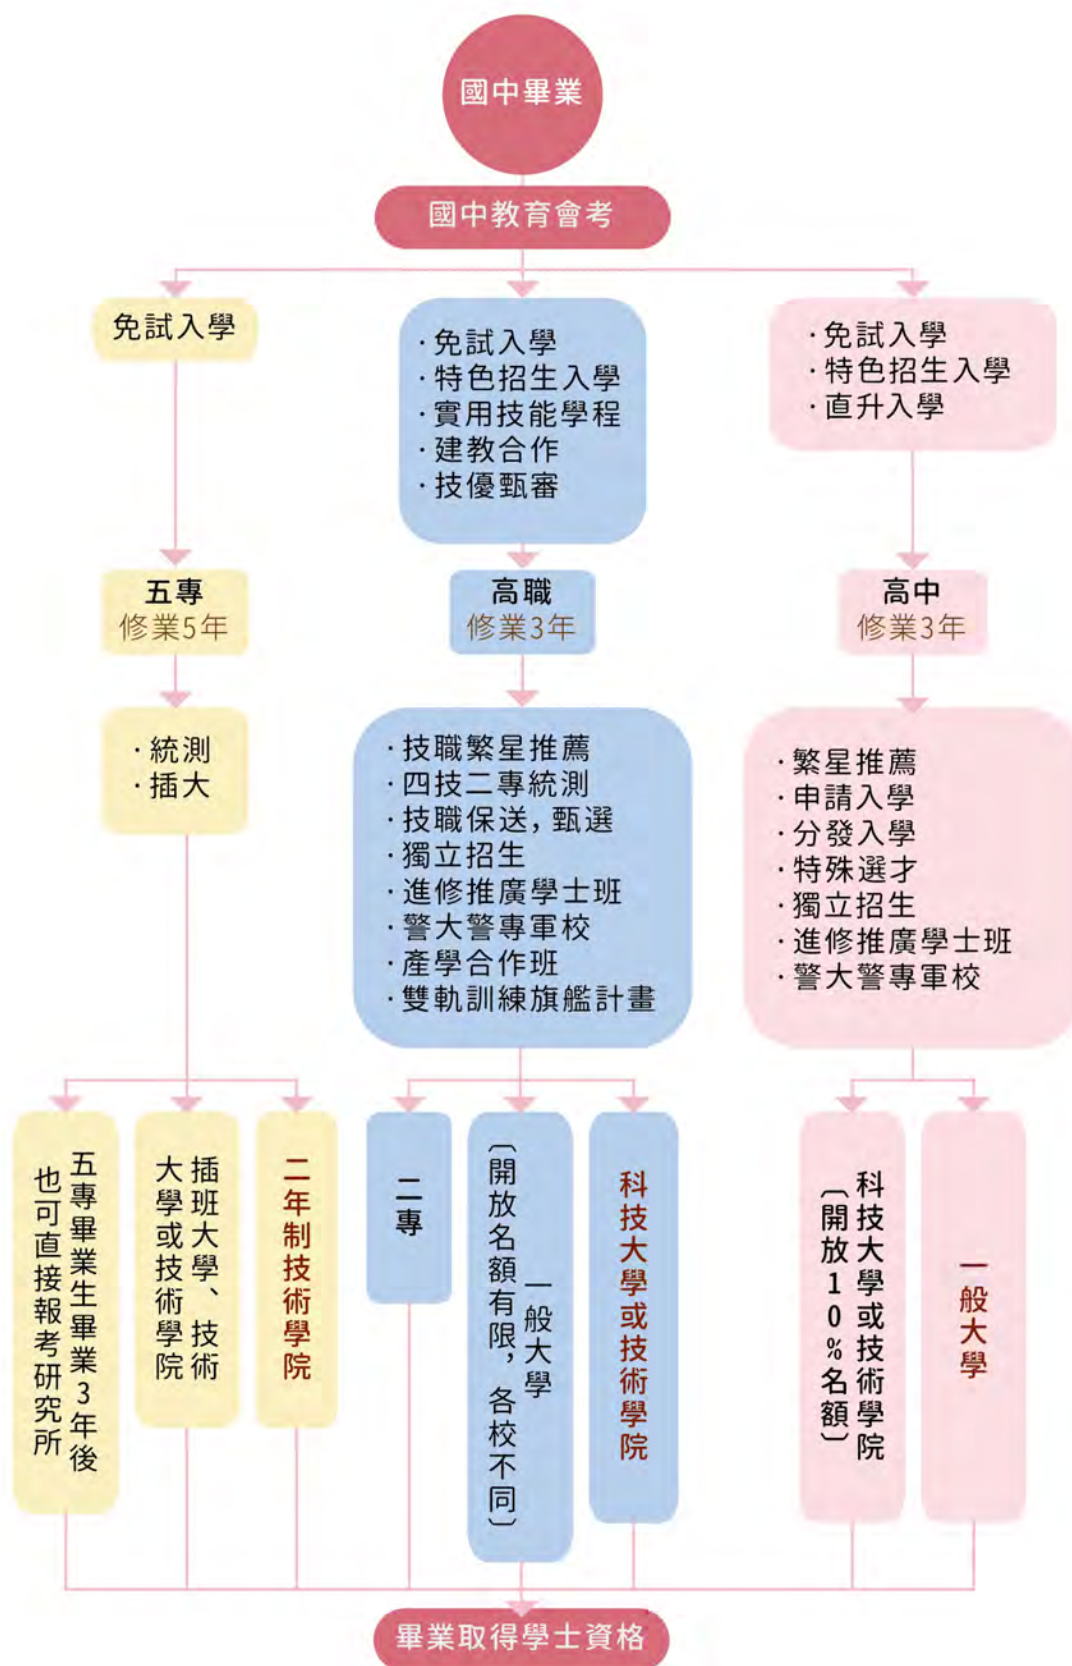 國中畢業
國中教育會考
免試入學
·免試入學
·特色招生入學
·實用技能學程
·建教合作
·技優甄審
·免試入學
·特色招生入學
·直升入學
五專
修業5年
高職
修業3年
高中
修業3年
·統測
·插大
·技職繁星推薦
·四技二專統測
·技職保送,甄選
·獨立招生
·進修推廣學士班
·警大警專軍校
·產學合作班
·雙軌訓練旗艦計畫
·繁星推薦
·申請入學
·分發入學
·特殊選才
·獨立招生
·進修推廣學士班
·警大警專軍校
五專畢業生畢業3年後
也可直接報考研究所
插班大學、技術
大學或技術學院
二年制技術學院
二專
一般大學
〔開放名額有限，各校不同〕
科技大學或技術學院
科技大學或技術學院
〔開放10%名額〕
一般大學
畢業取得學士資格